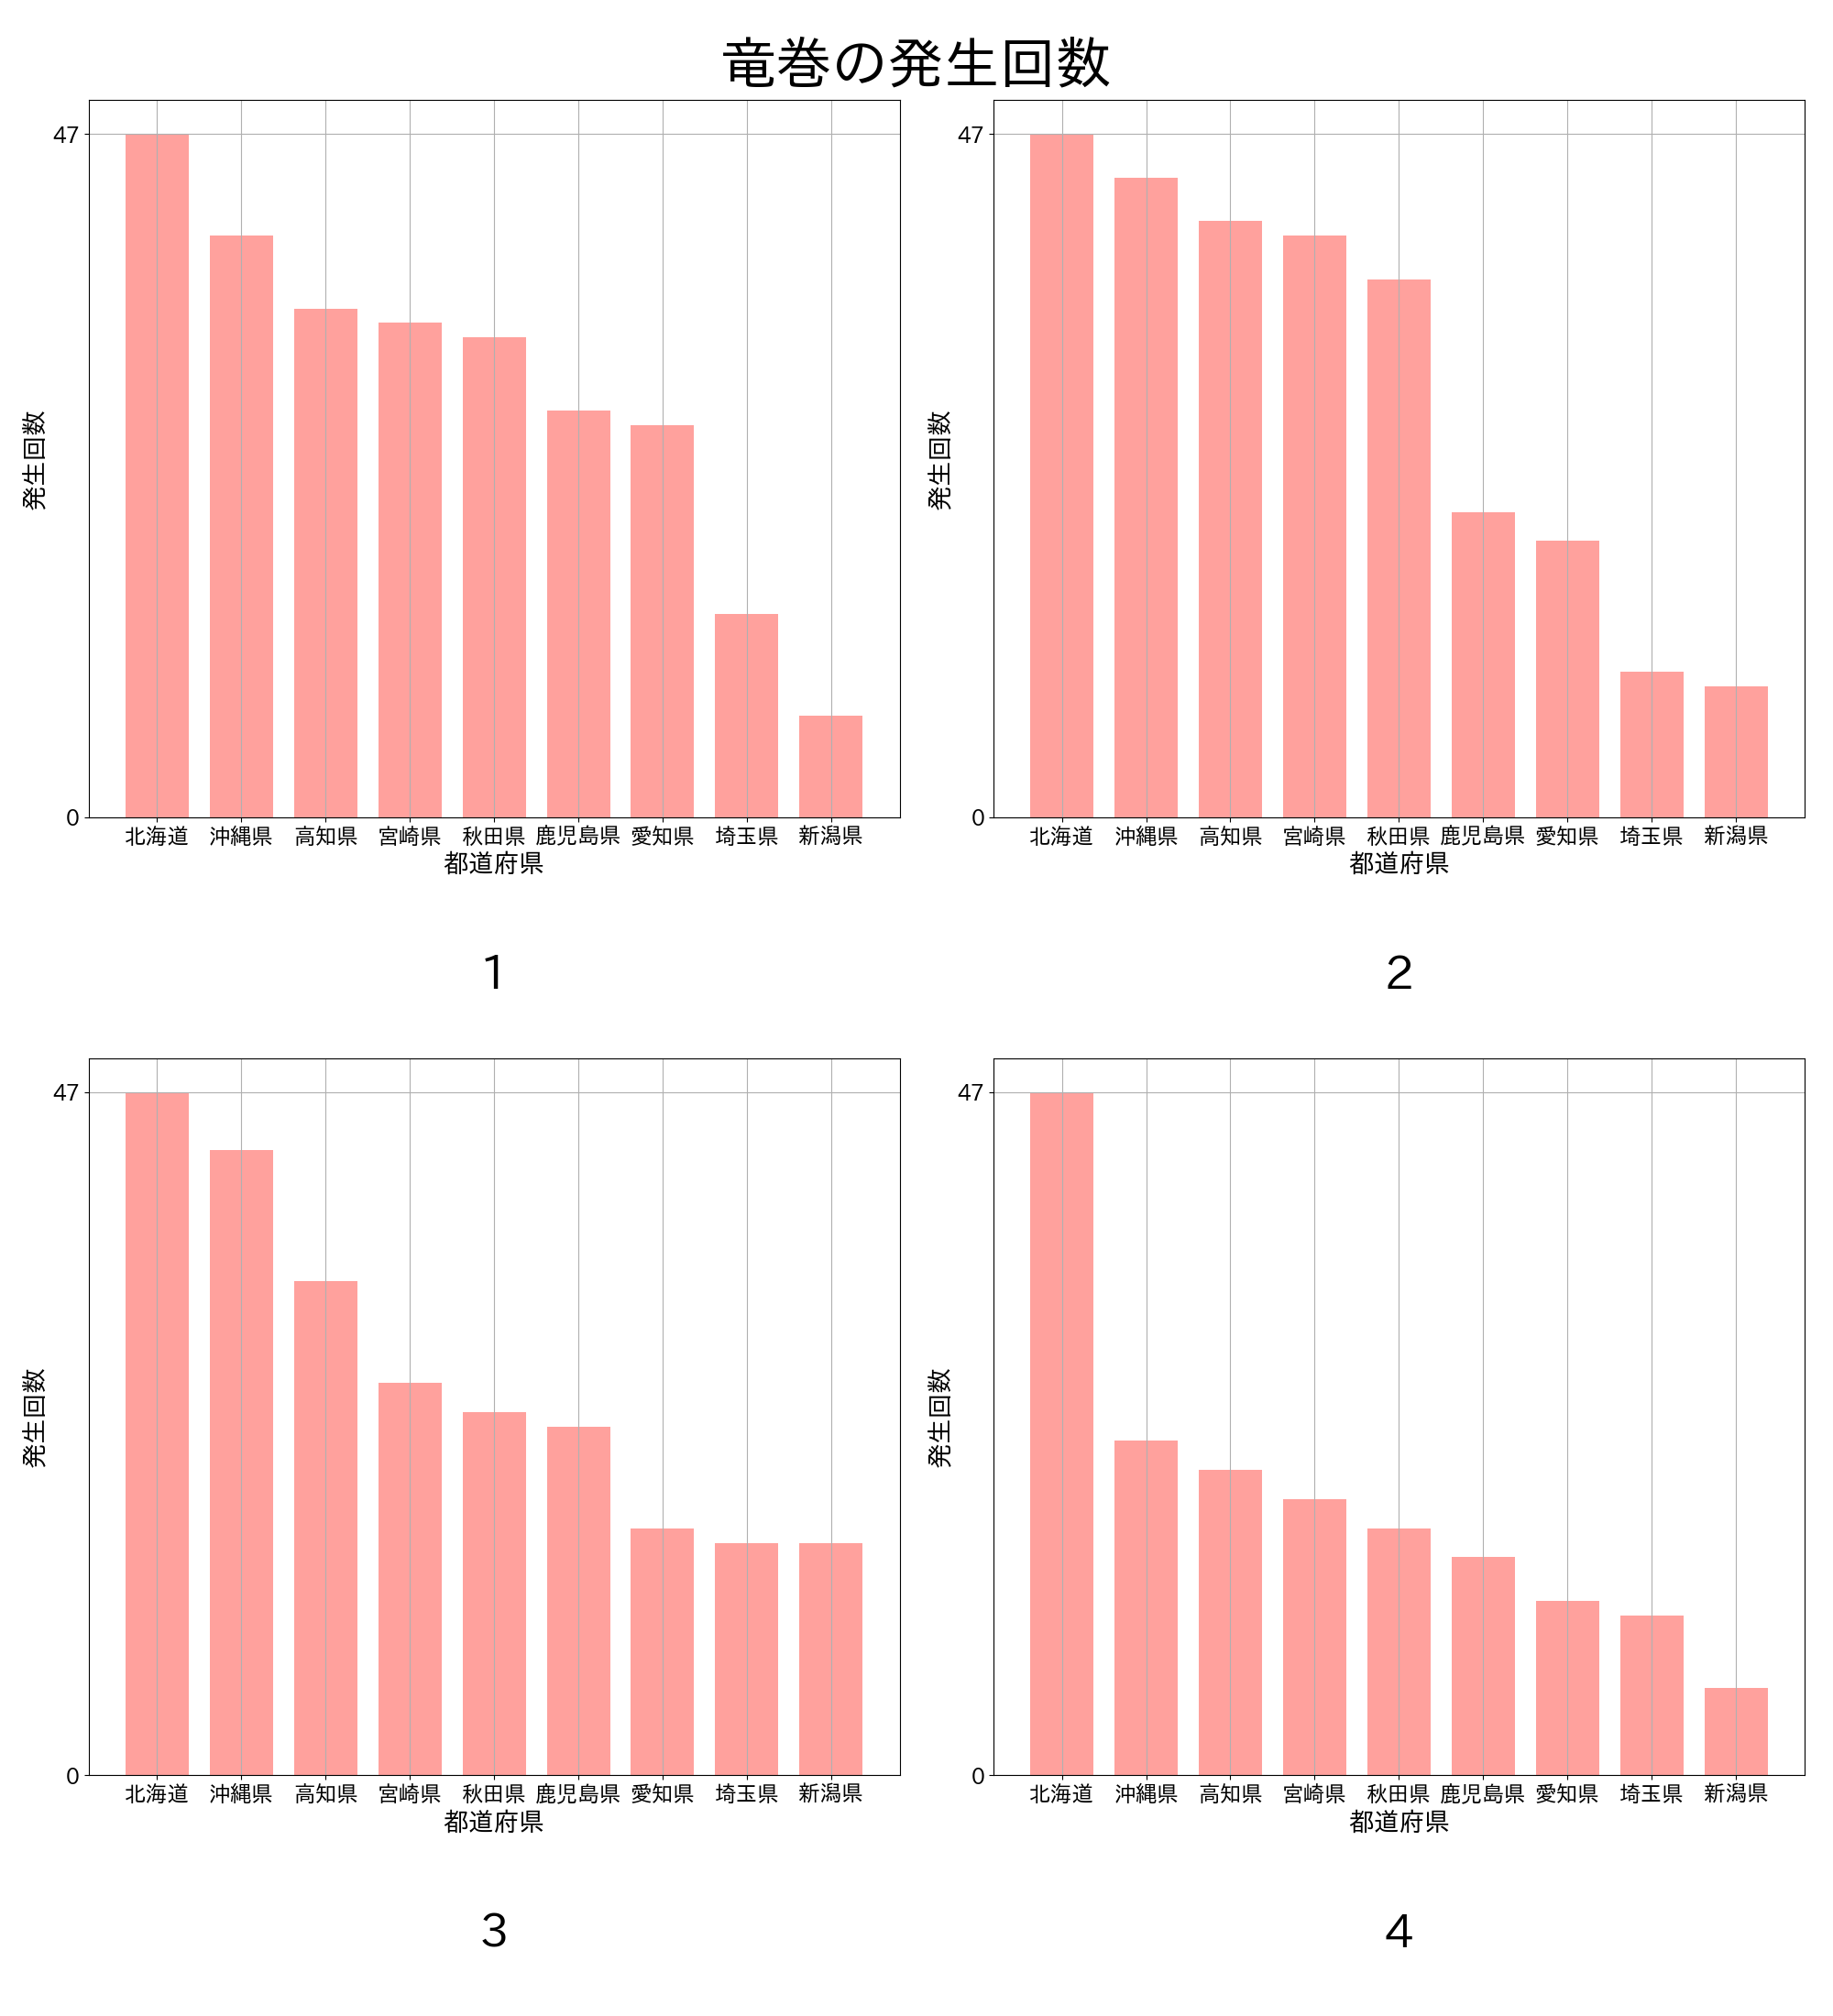 竜巻の発生回数
47
0
発生回数
北海道 沖縄県 高知県 宮崎県 秋田県 鹿児島県 愛知県 埼玉県 新潟県
都道府県
1
47
0
発生回数
北海道 沖縄県 高知県 宮崎県 秋田県 鹿児島県 愛知県 埼玉県 新潟県
都道府県
2
47
0
発生回数
北海道 沖縄県 高知県 宮崎県 秋田県 鹿児島県 愛知県 埼玉県 新潟県
都道府県
3
47
0
発生回数
北海道 沖縄県 高知県 宮崎県 秋田県 鹿児島県 愛知県 埼玉県 新潟県
都道府県
4